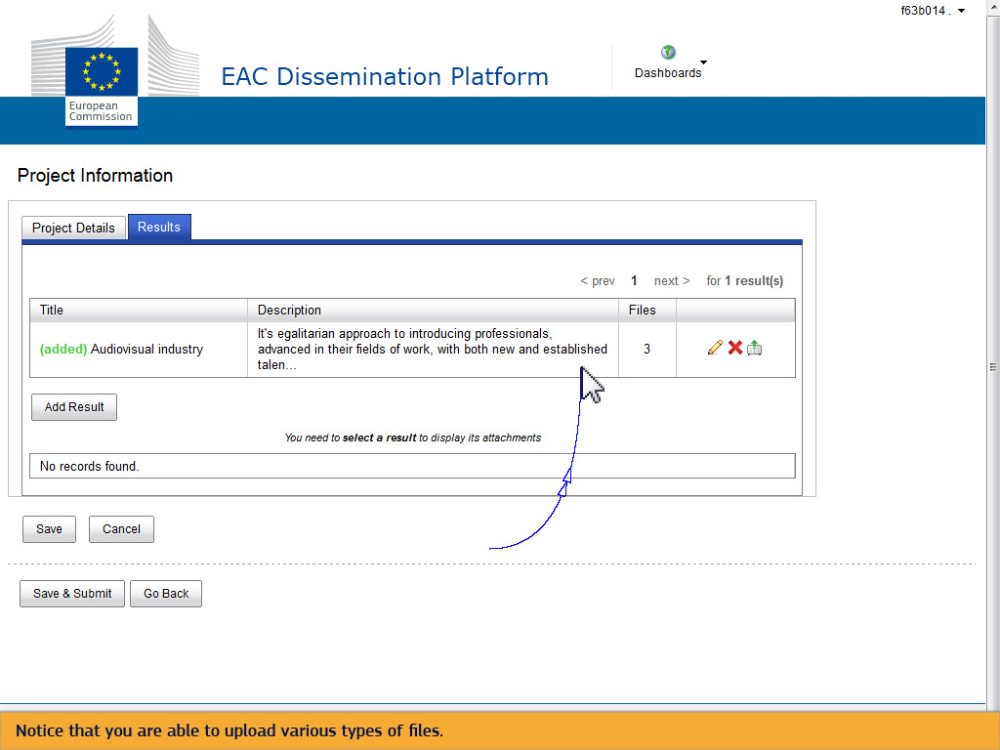 f63b014 .
EAC Dissemination Platform
Dashboards
European
Commission
Project Information
Project Details Results
< prev 1 next > for 1 result(s)
Title Description Files
(added) Audiovisual industry
It's egalitarian approach to introducing professionals,
advanced in their fields of work, with both new and established
talen...
3
Add Result
You need to select a result to display its attachments
No records found.
Save Cancel
Save & Submit Go Back
Notice that you are able to upload various types of files.